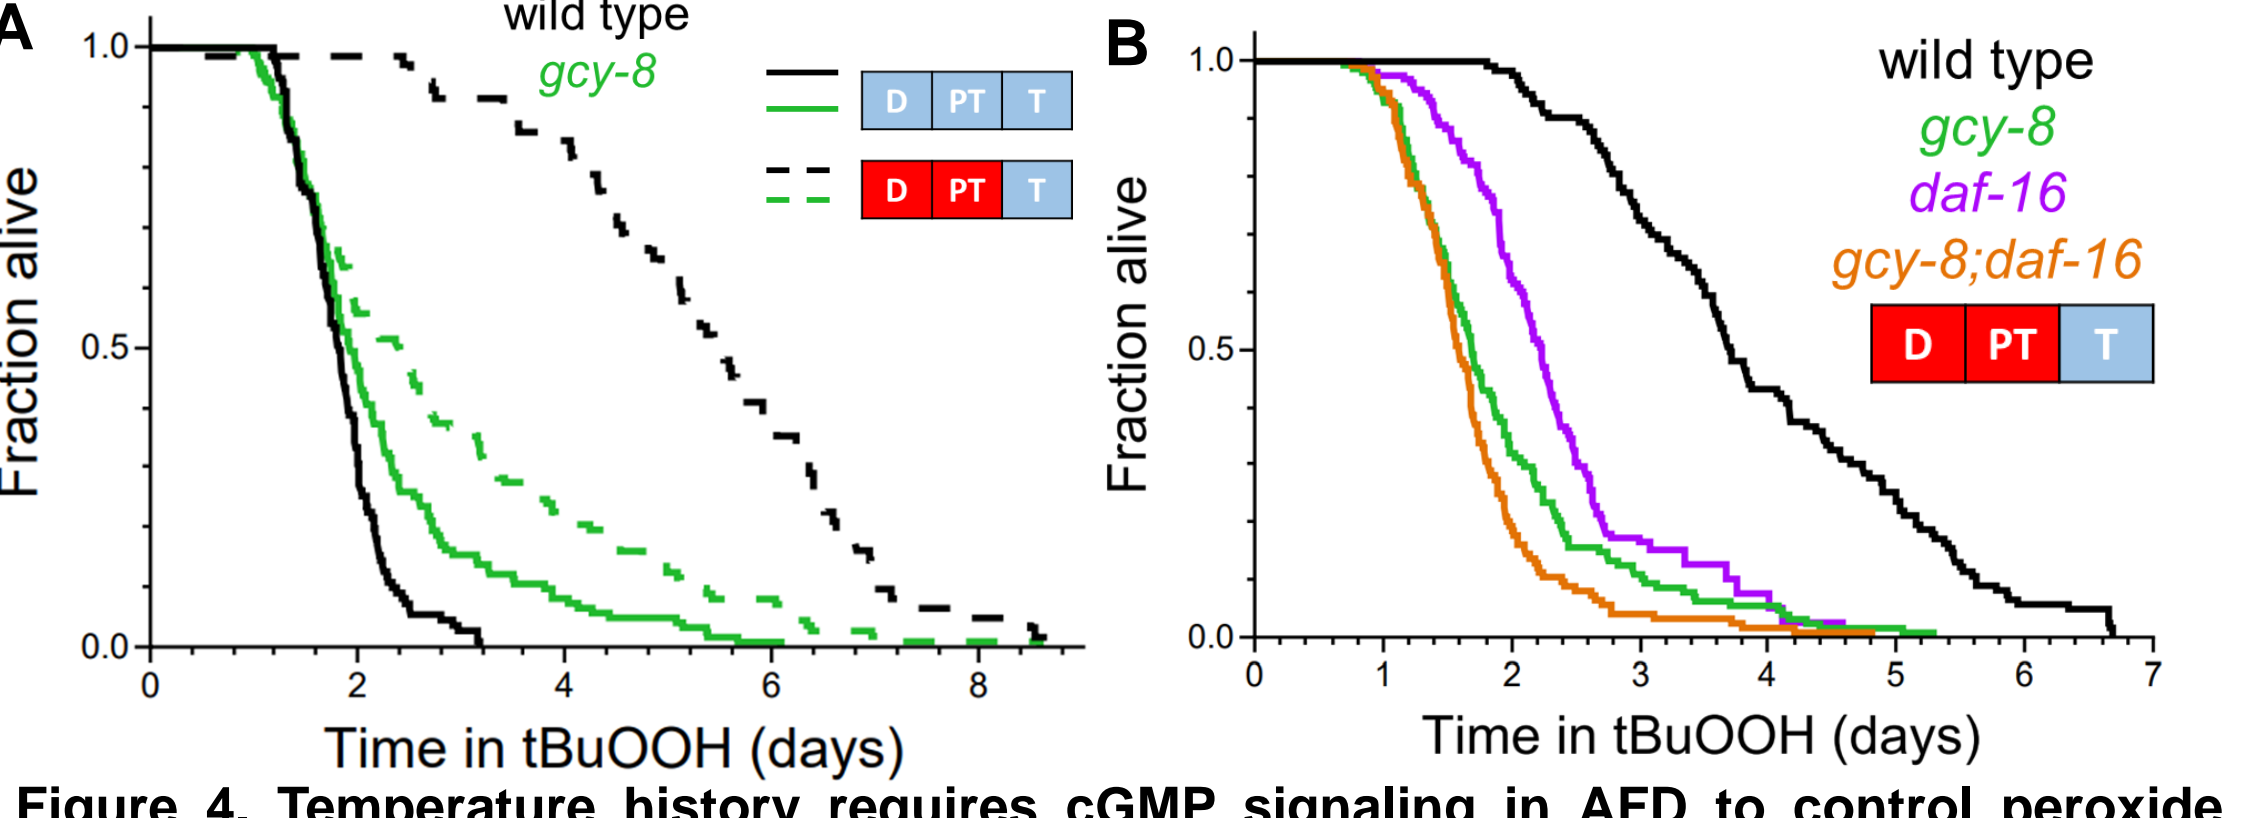 A
wild type
gcy-8
D PT T
D PT T
1.0
0.5
0.0
Fraction alive
0 2 4 6 8
Time in tBuOOH (days)
B
wild type
gcy-8
daf-16
gcy-8;daf-16
D PT T
1.0
0.5
0.0
Fraction alive
0 1 2 3 4 5 6 7
Time in tBuOOH (days)
Figure 4. Temperature history requires cGMP signaling in AFD to control peroxide